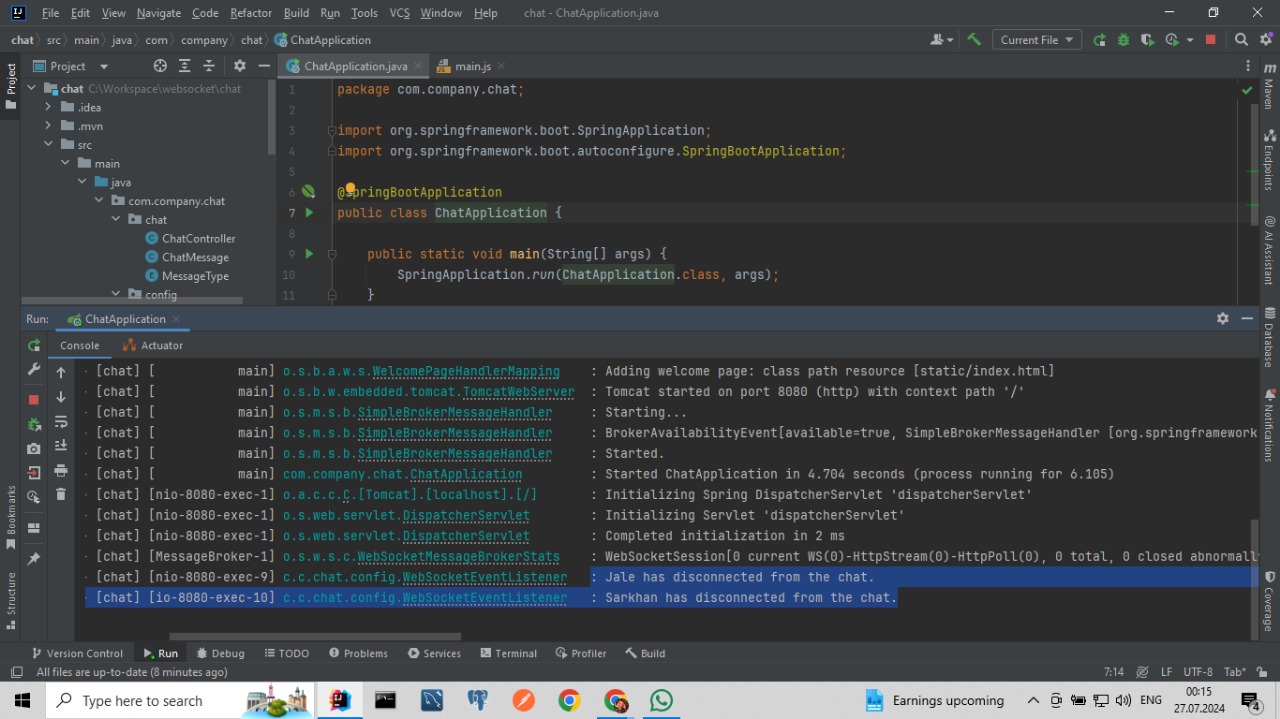 File Edit View Navigate Code Refactor Build Run Tools VCS Window Help chat - ChatApplication.java
chat src main java com company chat ChatApplication Current File
Project ChatApplication.java main.js
chat C:\Workspace\websocket\chat
.idea
.mvn
src
main
java
com.company.chat
chat
ChatController
ChatMessage
MessageType
config
1 package com.company.chat;
2
3 import org.springframework.boot.SpringApplication;
4 import org.springframework.boot.autoconfigure.SpringBootApplication;
5
6 @SpringBootApplication
7 public class ChatApplication {
8
9 public static void main(String[] args) {
10 SpringApplication.run(ChatApplication.class, args);
11 }
Project
Bookmarks
Structure
Maven
Endpoints
AI Assistant
Database
Notifications
Coverage
Run: ChatApplication
Console Actuator
[chat] [ main] o.s.b.a.w.s.WelcomePageHandlerMapping : Adding welcome page: class path resource [static/index.html]
[chat] [ main] o.s.b.w.embedded.tomcat.TomcatWebServer : Tomcat started on port 8080 (http) with context path '/'
[chat] [ main] o.s.m.s.b.SimpleBrokerMessageHandler : Starting...
[chat] [ main] o.s.m.s.b.SimpleBrokerMessageHandler : BrokerAvailabilityEvent[available=true, SimpleBrokerMessageHandler [org.springframework
[chat] [ main] o.s.m.s.b.SimpleBrokerMessageHandler : Started.
[chat] [ main] com.company.chat.ChatApplication : Started ChatApplication in 4.704 seconds (process running for 6.105)
[chat] [nio-8080-exec-1] o.a.c.c.C.[Tomcat].[localhost].[/] : Initializing Spring DispatcherServlet 'dispatcherServlet'
[chat] [nio-8080-exec-1] o.s.web.servlet.DispatcherServlet : Initializing Servlet 'dispatcherServlet'
[chat] [nio-8080-exec-1] o.s.web.servlet.DispatcherServlet : Completed initialization in 2 ms
[chat] [MessageBroker-1] o.s.w.s.c.WebSocketMessageBrokerStats : WebSocketSession[0 current WS(0)-HttpStream(0)-HttpPoll(0), 0 total, 0 closed abnormall
[chat] [nio-8080-exec-9] c.c.chat.config.WebSocketEventListener : Jale has disconnected from the chat.
[chat] [io-8080-exec-10] c.c.chat.config.WebSocketEventListener : Sarkhan has disconnected from the chat.
Version Control Run Debug TODO Problems Services Terminal Profiler Build
All files are up-to-date (8 minutes ago) 7:14 LF UTF-8 Tab*
Type here to search Earnings upcoming ENG 00:15
27.07.2024 4